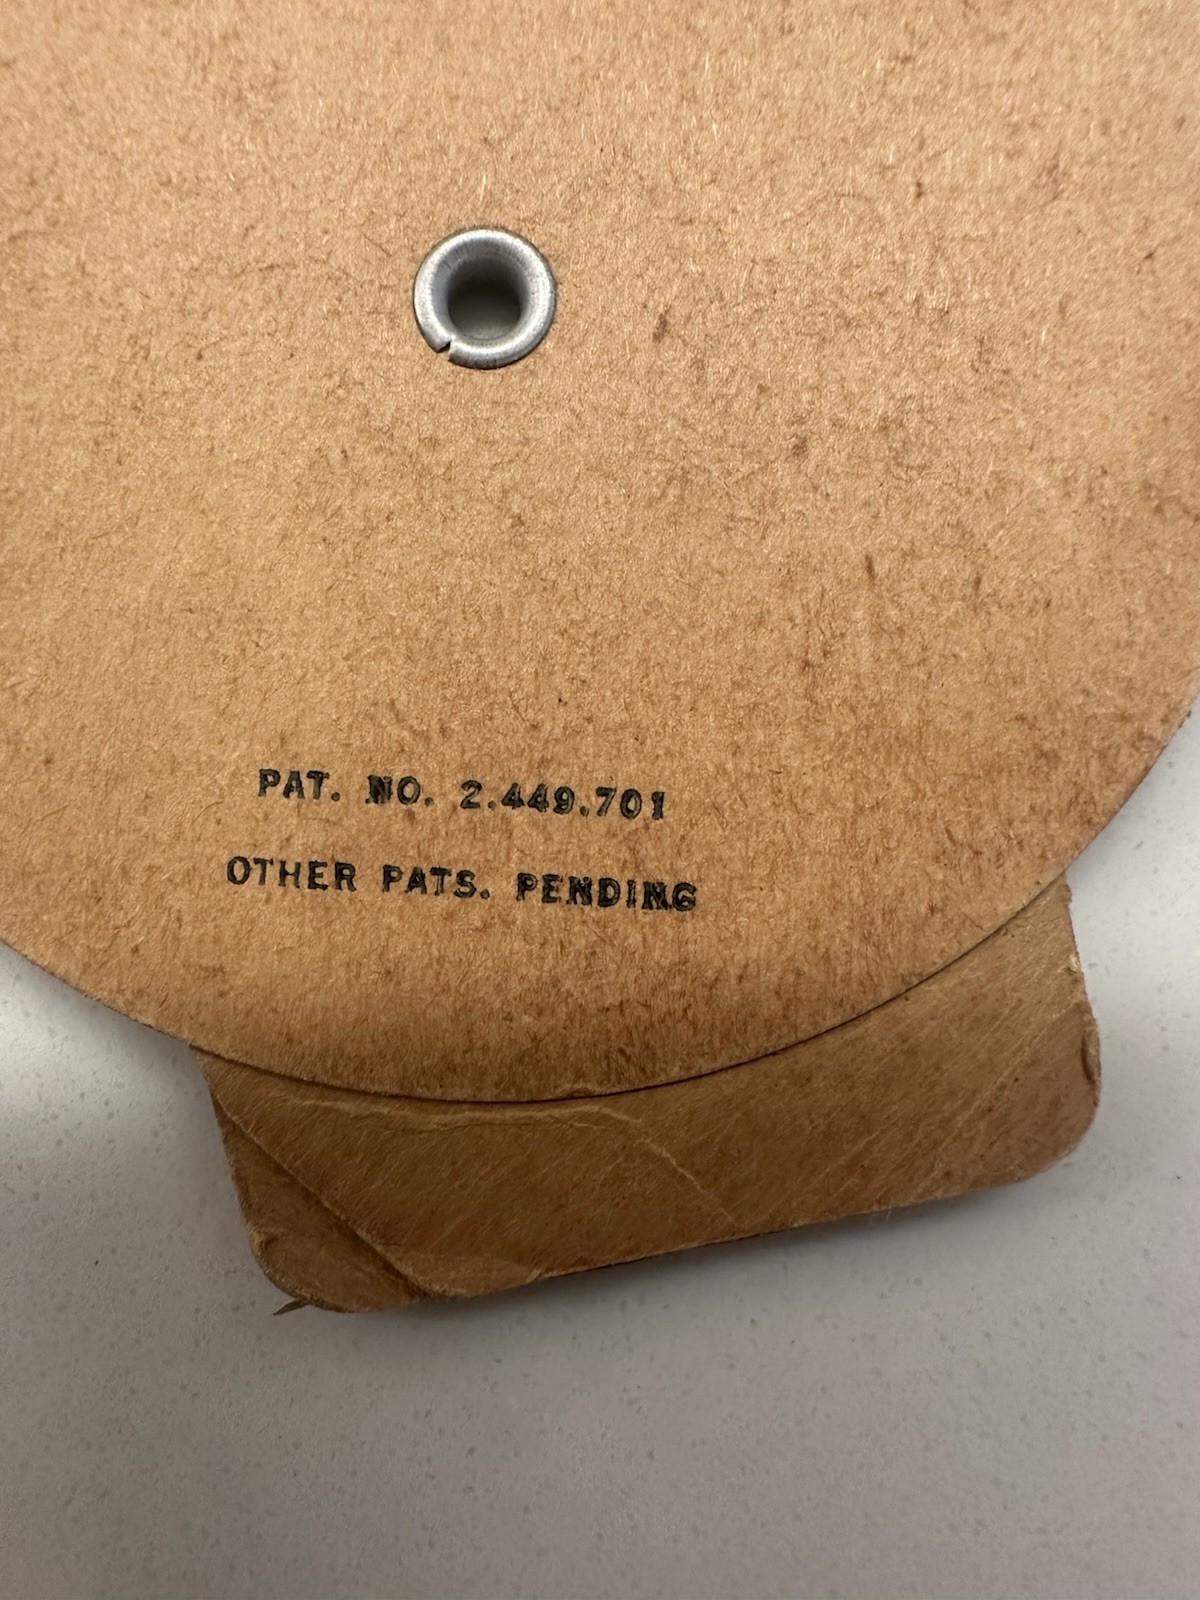 PAT. NO. 2.449.701
OTHER PATS. PENDING